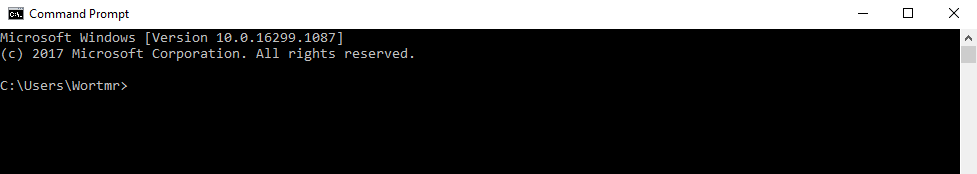 Command Prompt
Microsoft Windows [Version 10.0.16299.1087]
(c) 2017 Microsoft Corporation. All rights reserved.
C:\Users\Wortmr>